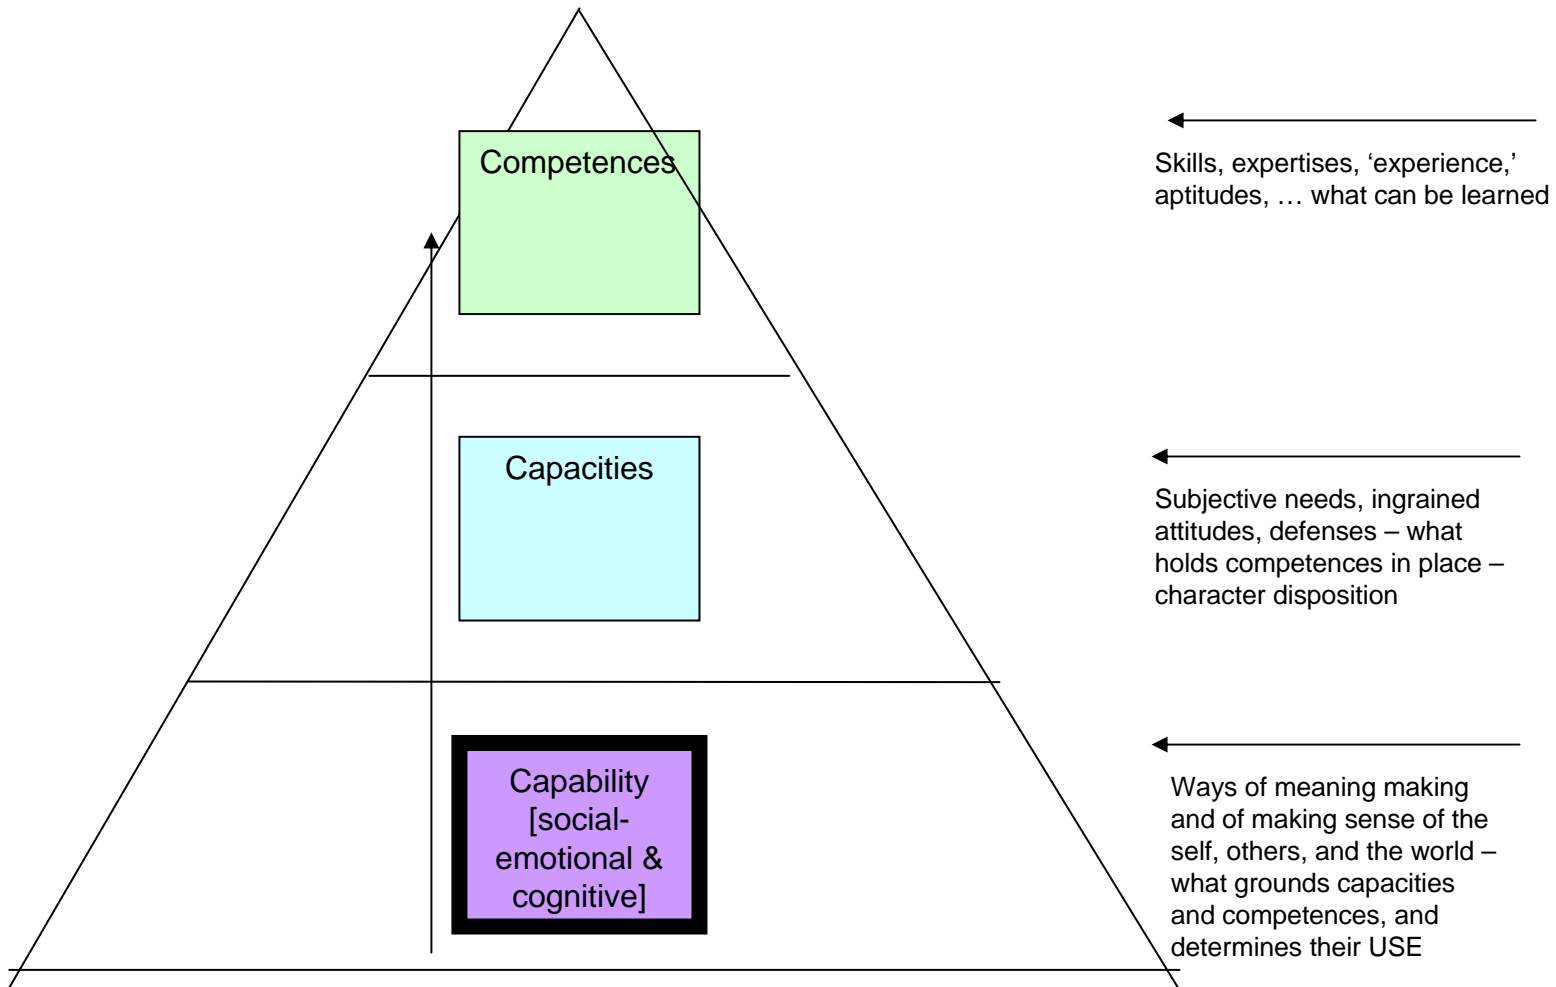 Competences
Skills, expertises, ‘experience,’
aptitudes, … what can be learned
Capacities
Subjective needs, ingrained
attitudes, defenses – what
holds competences in place –
character disposition
Capability
[social-
emotional &
cognitive]
Ways of meaning making
and of making sense of the
self, others, and the world –
what grounds capacities
and competences, and
determines their USE